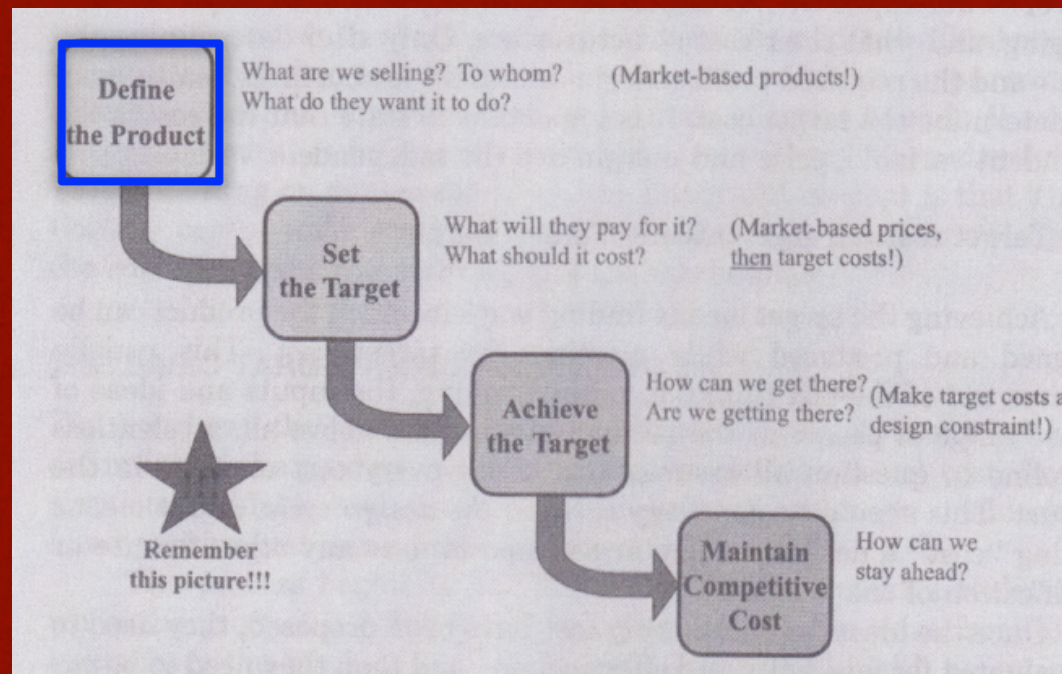 Define
the Product
What are we selling? To whom? (Market-based products!)
What do they want it to do?
Set
the Target
What will they pay for it? (Market-based prices,
What should it cost? then target costs!)
Achieve
the Target
How can we get there? (Make target costs a
Are we getting there? design constraint!)
!!!
Remember
this picture!!!
Maintain
Competitive
Cost
How can we
stay ahead?